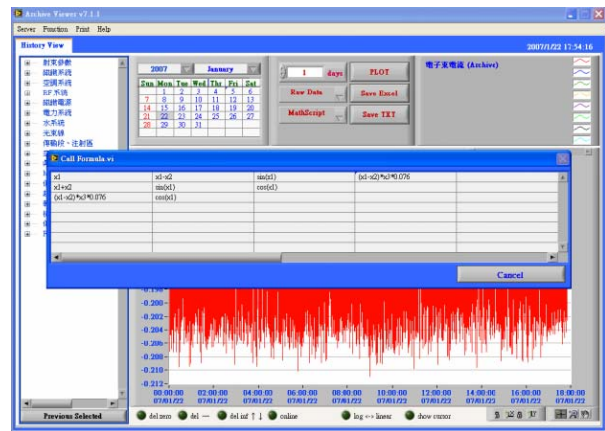 Archive Viewer v7.1.1
Server Function Print Help
History View
2007/1/22 17:54:16
射束參數
磁鐵系統
空調系統
RF 系統
磁鐵電源
電力系統
水系統
光束線
傳輸段、注射區
Previous Selected
2007 January
Sun Mon Tue Wed Thr Fri Sat
1 2 3 4 5 6
7 8 9 10 11 12 13
14 15 16 17 18 19 20
21 22 23 24 25 26 27
28 29 30 31
1 days PLOT
Raw Data Save Excel
MathScript Save TXT
電子束電流 (Archive)
Call Formula.vi
x1 x1-x2 sin(x1) (x1-x2)*x3*0.076
x1+x2 sin(x1) cos(x1)
(x1-x2)*x3*0.076 cos(x1)
Cancel
-0.198
-0.200
-0.202
-0.204
-0.206
-0.208
-0.210
-0.212
00:00:00 02:00:00 04:00:00 06:00:00 08:00:00 10:00:00 12:00:00 14:00:00 16:00:00 18:00:00
07/01/22 07/01/22 07/01/22 07/01/22 07/01/22 07/01/22 07/01/22 07/01/22 07/01/22 07/01/22
del zero del — del inf ↑ ↓ online log <-> linear show cursor